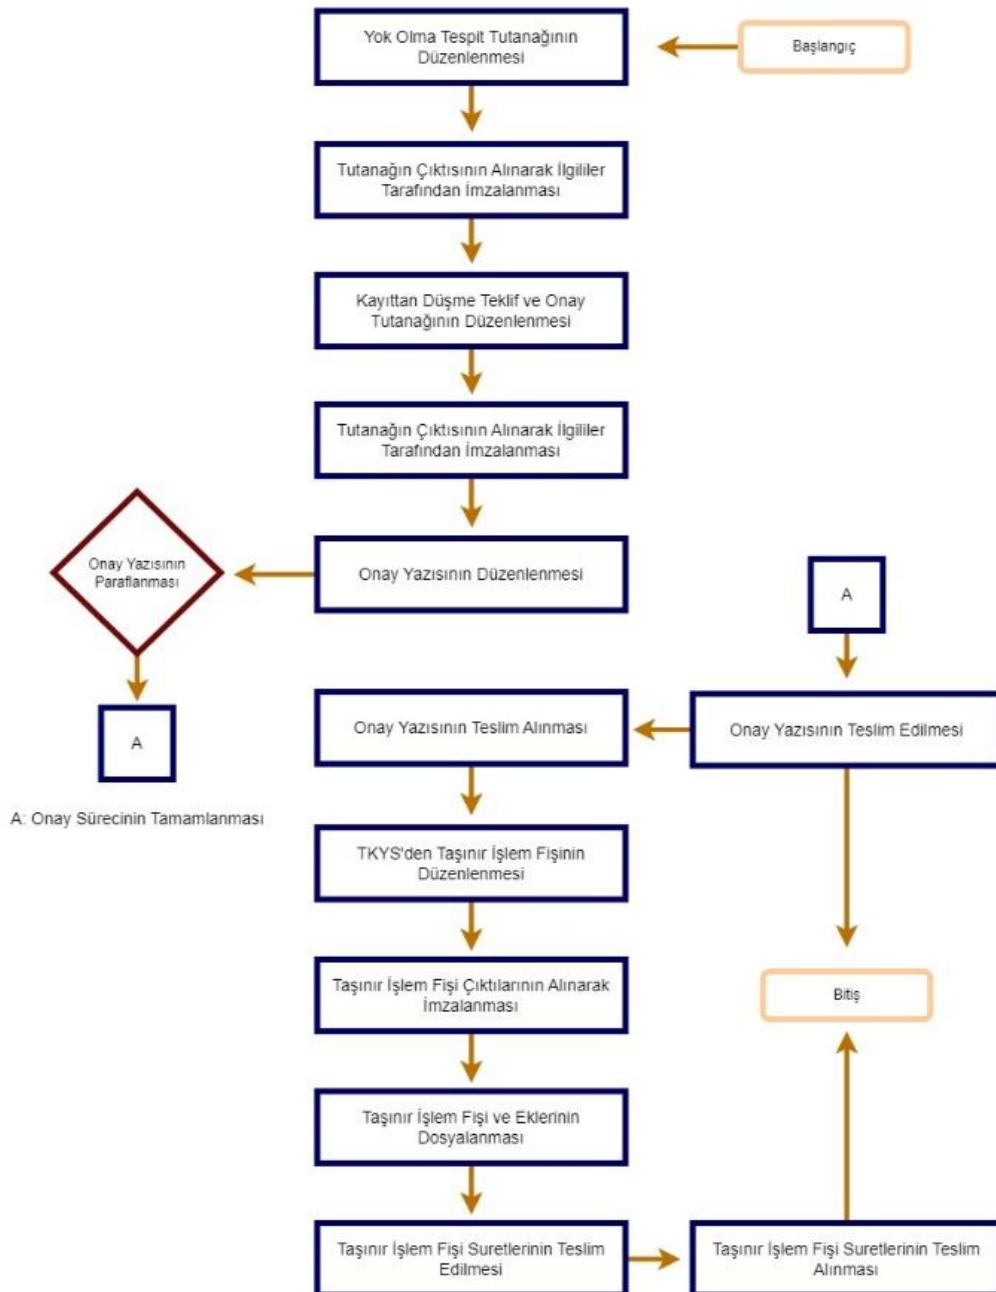 Başlangıç
Yok Olma Tespit Tutanağının
Düzenlenmesi
Tutanağın Çıktısının Alınarak İlgililer
Tarafından İmzalanması
Kayıttan Düşme Teklif ve Onay
Tutanağının Düzenlenmesi
Tutanağın Çıktısının Alınarak İlgililer
Tarafından İmzalanması
Onay Yazısının Düzenlenmesi
Onay Yazısının
Paraflanması
A
A: Onay Sürecinin Tamamlanması
A
Onay Yazısının Teslim Edilmesi
Onay Yazısının Teslim Alınması
TKYS'den Taşınır İşlem Fişinin
Düzenlenmesi
Taşınır İşlem Fişi Çıktılarının Alınarak
İmzalanması
Taşınır İşlem Fişi ve Eklerinin
Dosyalanması
Taşınır İşlem Fişi Suretlerinin Teslim
Edilmesi
Taşınır İşlem Fişi Suretlerinin Teslim
Alınması
Bitiş